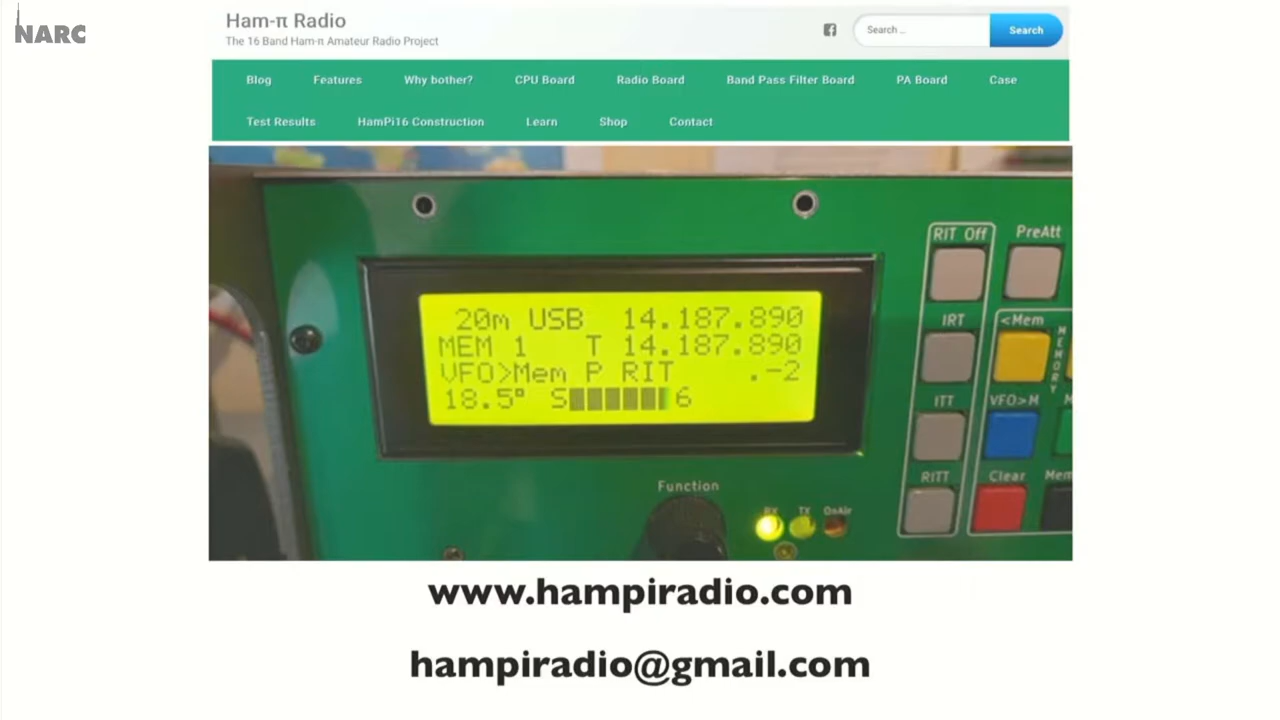 NARC
Ham-π Radio
The 16 Band Ham-π Amateur Radio Project
Search ...
Search
Blog Features Why bother? CPU Board Radio Board Band Pass Filter Board PA Board Case
Test Results HamPi16 Construction Learn Shop Contact
RIT Off PreAtt
20m USB 14.187.890
MEM 1 T 14.187.890
VFO>Mem P RIT .-2
18.5° S 6
IRT <Mem
MEMORY
ITT VFO>M
RITT Clear Mem
Function
RX TX OnAir
www.hampiradio.com
hampiradio@gmail.com